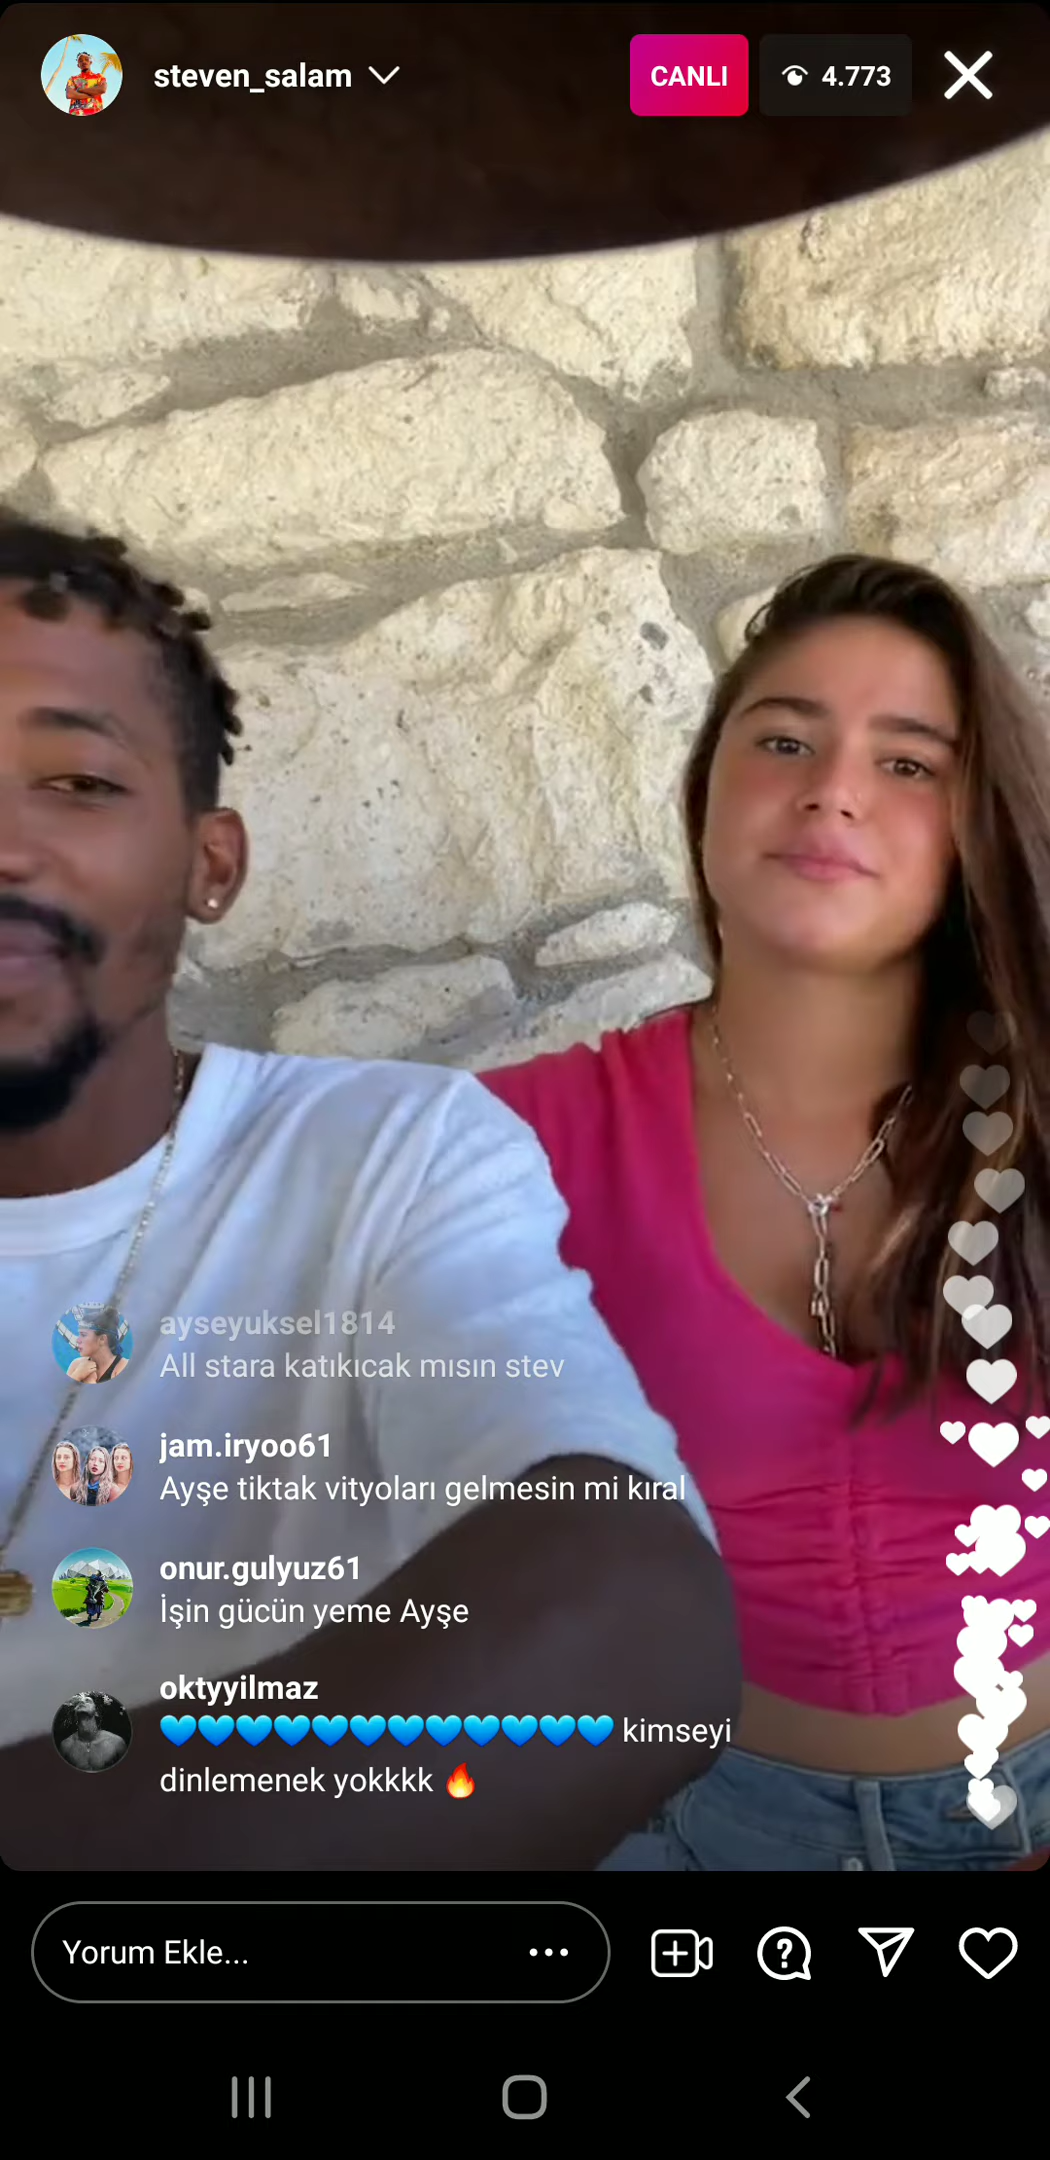 steven_salam
CANLI
4.773
ayseyuksel1814
All stara katıkıcak mısın stev
jam.iryoo61
Ayşe tiktak vityoları gelmesin mi kıral
onur.gulyuz61
İşin gücün yeme Ayşe
oktyyilmaz
💙💙💙💙💙💙💙💙💙💙💙💙 kimseyi
dinlemenek yokkkk 🔥
Yorum Ekle...